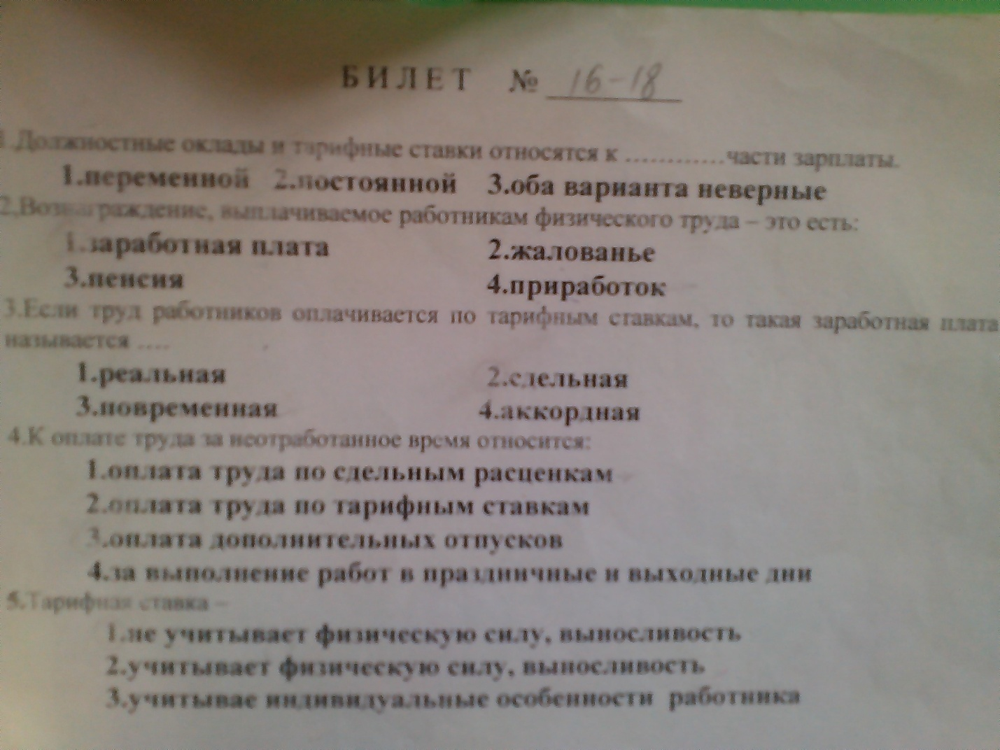 БИЛЕТ № 16-18
1.Должностные оклады и тарифные ставки относятся к ............части зарплаты.
1.переменной 2.постоянной 3.оба варианта неверные
2.Вознаграждение, выплачиваемое работникам физического труда – это есть:
1.заработная плата 2.жалованье
3.пенсия 4.приработок
3.Если труд работников оплачивается по тарифным ставкам, то такая заработная плата
называется ....
1.реальная 2.сдельная
3.повременная 4.аккордная
4.К оплате труда за неотработанное время относится:
1.оплата труда по сдельным расценкам
2.оплата труда по тарифным ставкам
3.оплата дополнительных отпусков
4.за выполнение работ в праздничные и выходные дни
5.Тарифная ставка –
1.не учитывает физическую силу, выносливость
2.учитывает физическую силу, выносливость
3.учитывае индивидуальные особенности работника